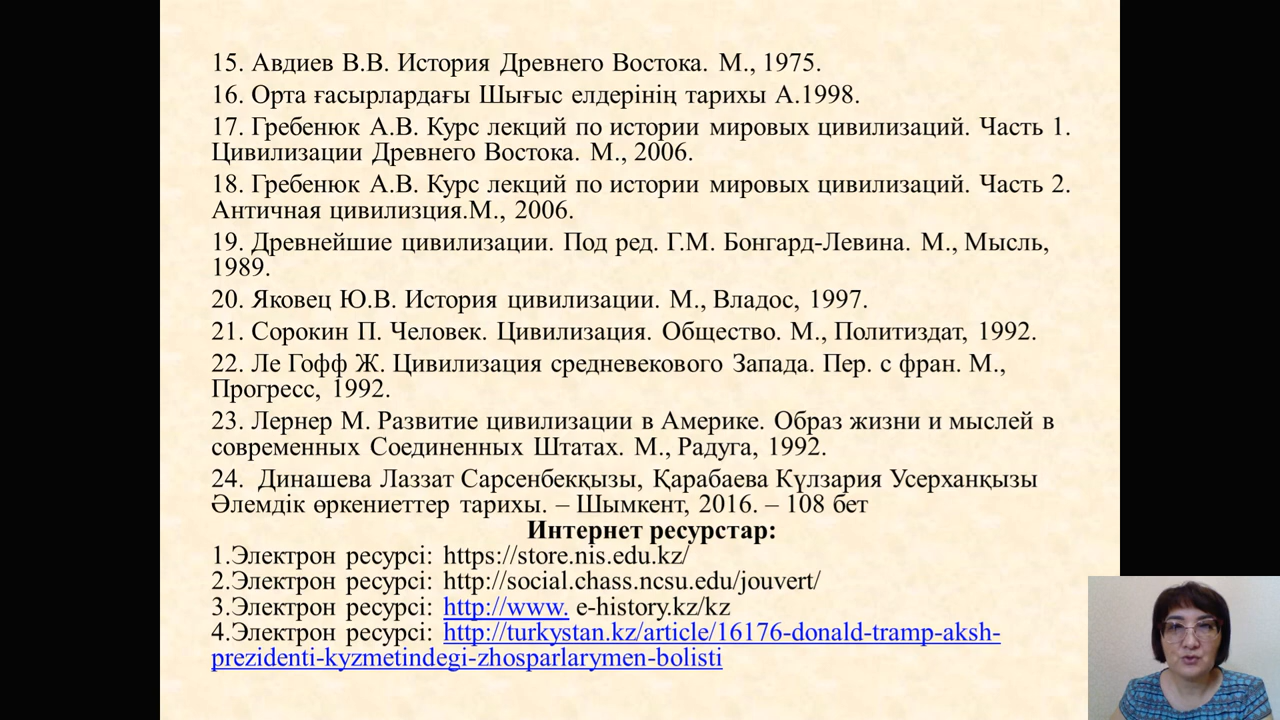 15. Авдиев В.В. История Древнего Востока. М., 1975.
16. Орта ғасырлардағы Шығыс елдерінің тарихы А.1998.
17. Гребенюк А.В. Курс лекций по истории мировых цивилизаций. Часть 1.
Цивилизации Древнего Востока. М., 2006.
18. Гребенюк А.В. Курс лекций по истории мировых цивилизаций. Часть 2.
Античная цивилизция.М., 2006.
19. Древнейшие цивилизации. Под ред. Г.М. Бонгард-Левина. М., Мысль,
1989.
20. Яковец Ю.В. История цивилизации. М., Владос, 1997.
21. Сорокин П. Человек. Цивилизация. Общество. М., Политиздат, 1992.
22. Ле Гофф Ж. Цивилизация средневекового Запада. Пер. с фран. М.,
Прогресс, 1992.
23. Лернер М. Развитие цивилизации в Америке. Образ жизни и мыслей в
современных Соединенных Штатах. М., Радуга, 1992.
24. Динашева Лаззат Сарсенбекқызы, Қарабаева Күлзария Усерханқызы
Әлемдік өркениеттер тарихы. – Шымкент, 2016. – 108 бет
Интернет ресурстар:
1.Электрон ресурсі: https://store.nis.edu.kz/
2.Электрон ресурсі: http://social.chass.ncsu.edu/jouvert/
3.Электрон ресурсі: http://www. e-history.kz/kz
4.Электрон ресурсі: http://turkystan.kz/article/16176-donald-tramp-aksh-
prezidenti-kyzmetindegi-zhosparlarymen-bolisti